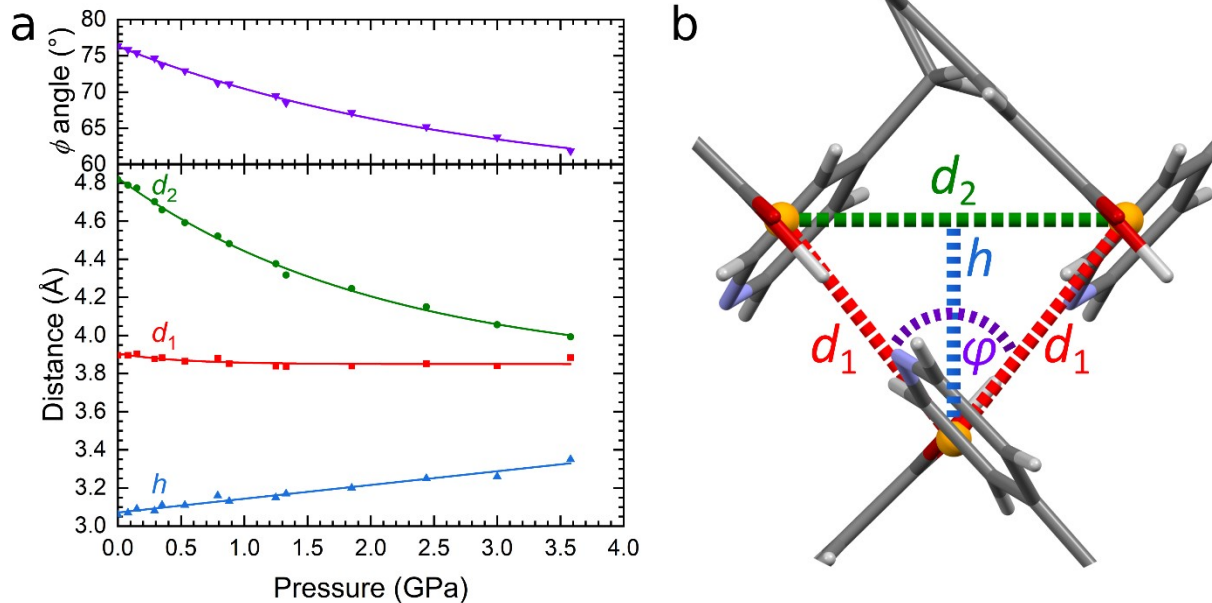 a
b
80
75
70
65
60
ϕ angle (°)
4.8
4.6
4.4
4.2
4.0
3.8
3.6
3.4
3.2
3.0
Distance (Å)
d2
d1
h
0.0 0.5 1.0 1.5 2.0 2.5 3.0 3.5 4.0
Pressure (GPa)
d2
h
d1 φ d1